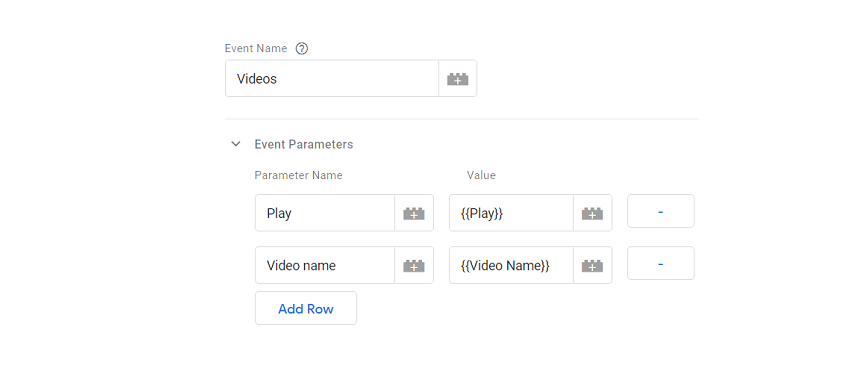 Event Name
Videos
Event Parameters
Parameter Name Value
Play {{Play}} -
Video name {{Video Name}} -
Add Row